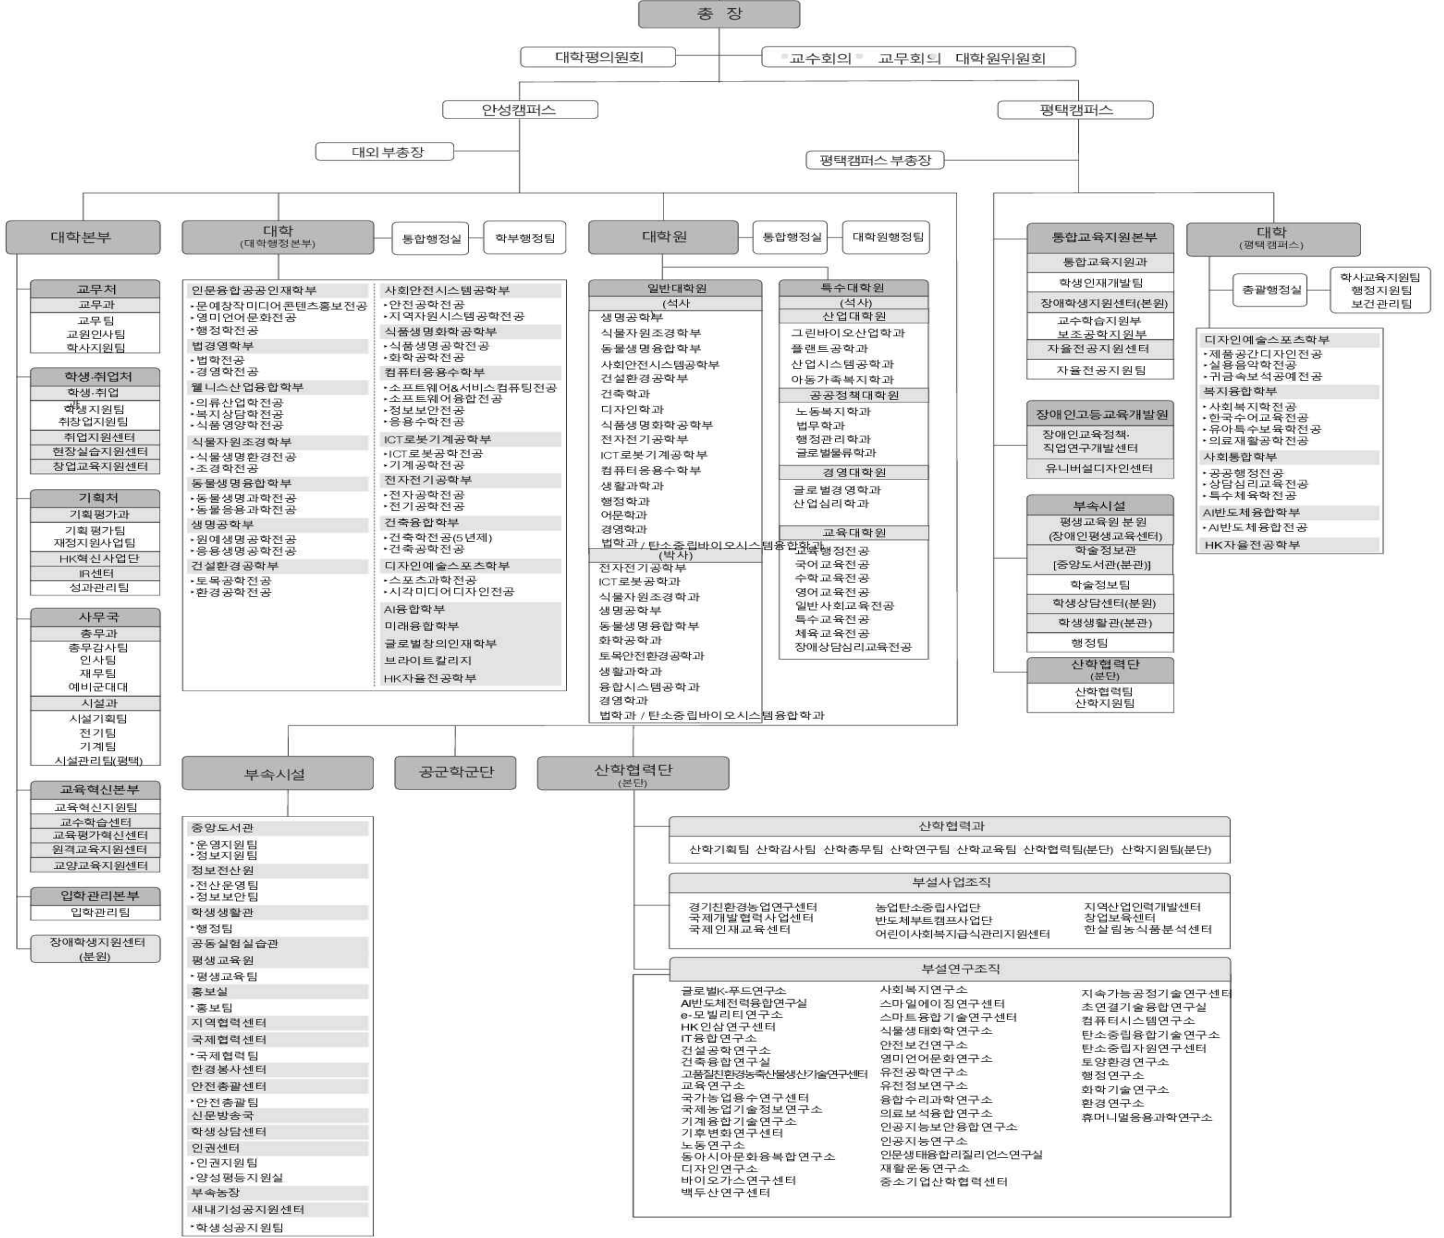 총 장
대학평의원회
교수회의 교무회의 대학원위원회
안성캠퍼스
평택캠퍼스
대외 부총장
평택캠퍼스 부총장
대학본부
교무처
교무과
교무팀
교원인사팀
학사지원팀
학생·취업처
학생·취업
과
학생지원팀
취창업지원팀
취업지원센터
현장실습지원센터
창업교육지원센터
기획처
기획평가과
기획평가팀
재정지원사업팀
HK혁신사업단
IR센터
성과관리팀
사무국
총무과
총무감사팀
인사팀
재무팀
예비군대대
시설과
시설기획팀
전기팀
기계팀
시설관리팀(평택)
교육혁신본부
교육혁신지원팀
교수학습센터
교육평가혁신센터
원격교육지원센터
교양교육지원센터
입학관리본부
입학관리팀
장애학생지원센터
(분원)
대학
(대학행정본부)
통합행정실
학부행정팀
인문융합공공인재학부
·문예창작미디어콘텐츠홍보전공
·영미언어문화전공
·행정학전공
법경영학부
·법학전공
·경영학전공
웰니스산업융합학부
·의류산업학전공
·복지상담학전공
·식품영양학전공
식물자원조경학부
·식물생명환경전공
·조경학전공
동물생명융합학부
·동물생명과학전공
·동물응용과학전공
생명공학부
·원예생명공학전공
·응용생명공학전공
건설환경공학부
·토목공학전공
·환경공학전공
사회안전시스템공학부
·안전공학전공
·지역자원시스템공학전공
식품생명화학공학부
·식품생명공학전공
·화학공학전공
컴퓨터응용수학부
·소프트웨어&서비스컴퓨팅전공
·소프트웨어융합전공
·정보보안전공
·응용수학전공
ICT로봇기계공학부
·ICT로봇공학전공
·기계공학전공
전자전기공학부
·전자공학전공
·전기공학전공
건축융합학부
·건축학전공(5년제)
·건축공학전공
디자인예술스포츠학부
·스포츠과학전공
·시각미디어디자인전공
AI융합학부
미래융합학부
글로벌창의인재학부
브라이트칼리지
HK자율전공학부
대학원
통합행정실
대학원행정팀
일반대학원
(석사)
생명공학부
식물자원조경학부
동물생명융합학부
사회안전시스템공학부
건설환경공학부
건축학과
디자인학과
식품생명화학공학부
전자전기공학부
ICT로봇기계공학부
컴퓨터응용수학부
생활과학과
행정학과
어문학과
경영학과
법학과 / 탄소중립바이오시스템융합학과
(박사)
전자전기공학부
ICT로봇공학과
식물자원조경학과
생명공학부
동물생명융합학부
화학공학과
토목안전환경공학과
생활과학과
융합시스템공학과
경영학과
법학과 / 탄소중립바이오시스템융합학과
특수대학원
(석사)
산업대학원
그린바이오산업학과
플랜트공학과
산업시스템공학과
아동가족복지학과
공공정책대학원
노동복지학과
법무학과
행정관리학과
글로벌물류학과
경영대학원
글로벌경영학과
산업심리학과
교육대학원
교육행정전공
국어교육전공
수학교육전공
영어교육전공
일반사회교육전공
특수교육전공
체육교육전공
장애상담심리교육전공
통합교육지원본부
통합교육지원과
학생인재개발팀
장애학생지원센터(본원)
교수학습지원부
보조공학지원부
자율전공지원센터
자율전공지원팀
장애인고등교육개발원
장애인교육정책·
직업연구개발센터
유니버설디자인센터
부속시설
평생교육원 분원
(장애인평생교육센터)
학술정보관
[중앙도서관(분관)]
학술정보팀
학생상담센터(분원)
학생생활관(분관)
행정팀
산학협력단
(분단)
산학협력팀
산학지원팀
대학
(평택캠퍼스)
총괄행정실
학사교육지원팀
행정지원팀
보건관리팀
디자인예술스포츠학부
·제품공간디자인전공
·실용음악학전공
·귀금속보석공예전공
복지융합학부
·사회복지학전공
·한국수어교육전공
·유아특수보육학전공
·의료재활공학전공
사회통합학부
·공공행정전공
·상담심리교육전공
·특수체육학전공
AI반도체융합학부
·AI반도체융합전공
HK자율전공학부
부속시설
중앙도서관
·운영지원팀
·정보지원팀
정보전산원
·전산운영팀
·정보보안팀
학생생활관
·행정팀
공동실험실습관
평생교육원
·평생교육팀
홍보실
·홍보팀
지역협력센터
국제협력센터
·국제협력팀
한경봉사센터
안전총괄센터
·안전총괄팀
신문방송국
학생상담센터
인권센터
·인권지원팀
·양성평등지원실
부속농장
새내기성공지원센터
·학생성공지원팀
공군학군단
산학협력단
(본단)
산학협력과
산학기획팀 산학감사팀 산학총무팀 산학연구팀 산학교육팀 산학협력팀(분단) 산학지원팀(분단)
부설사업조직
경기친환경농업연구센터
국제개발협력사업센터
국제인재교육센터
농업탄소중립사업단
반도체부트캠프사업단
어린이사회복지급식관리지원센터
지역산업인력개발센터
창업보육센터
한살림농식품분석센터
부설연구조직
글로벌K-푸드연구소
AI반도체전력융합연구실
e-모빌리티연구소
HK인삼연구센터
IT융합연구소
건설공학연구소
건축융합연구실
고품질친환경농축산물생산기술연구센터
교육연구소
국가농업용수연구센터
국제농업기술정보연구소
기계융합기술연구소
기후변화연구센터
노동연구소
동아시아문화융복합연구소
디자인연구소
바이오가스연구센터
백두산연구센터
사회복지연구소
스마일에이징연구센터
스마트융합기술연구센터
식물생태화학연구소
안전보건연구소
영미언어문화연구소
유전공학연구소
유전정보연구소
융합수리과학연구소
의료보석융합연구소
인공지능보안융합연구소
인공지능연구소
인문생태융합리질리언스연구실
재활운동연구소
중소기업산학협력센터
지속가능공정기술연구센터
초연결기술융합연구실
컴퓨터시스템연구소
탄소중립융합기술연구소
탄소중립자원연구센터
토양환경연구소
행정연구소
화학기술연구소
환경연구소
휴머니멀응용과학연구소